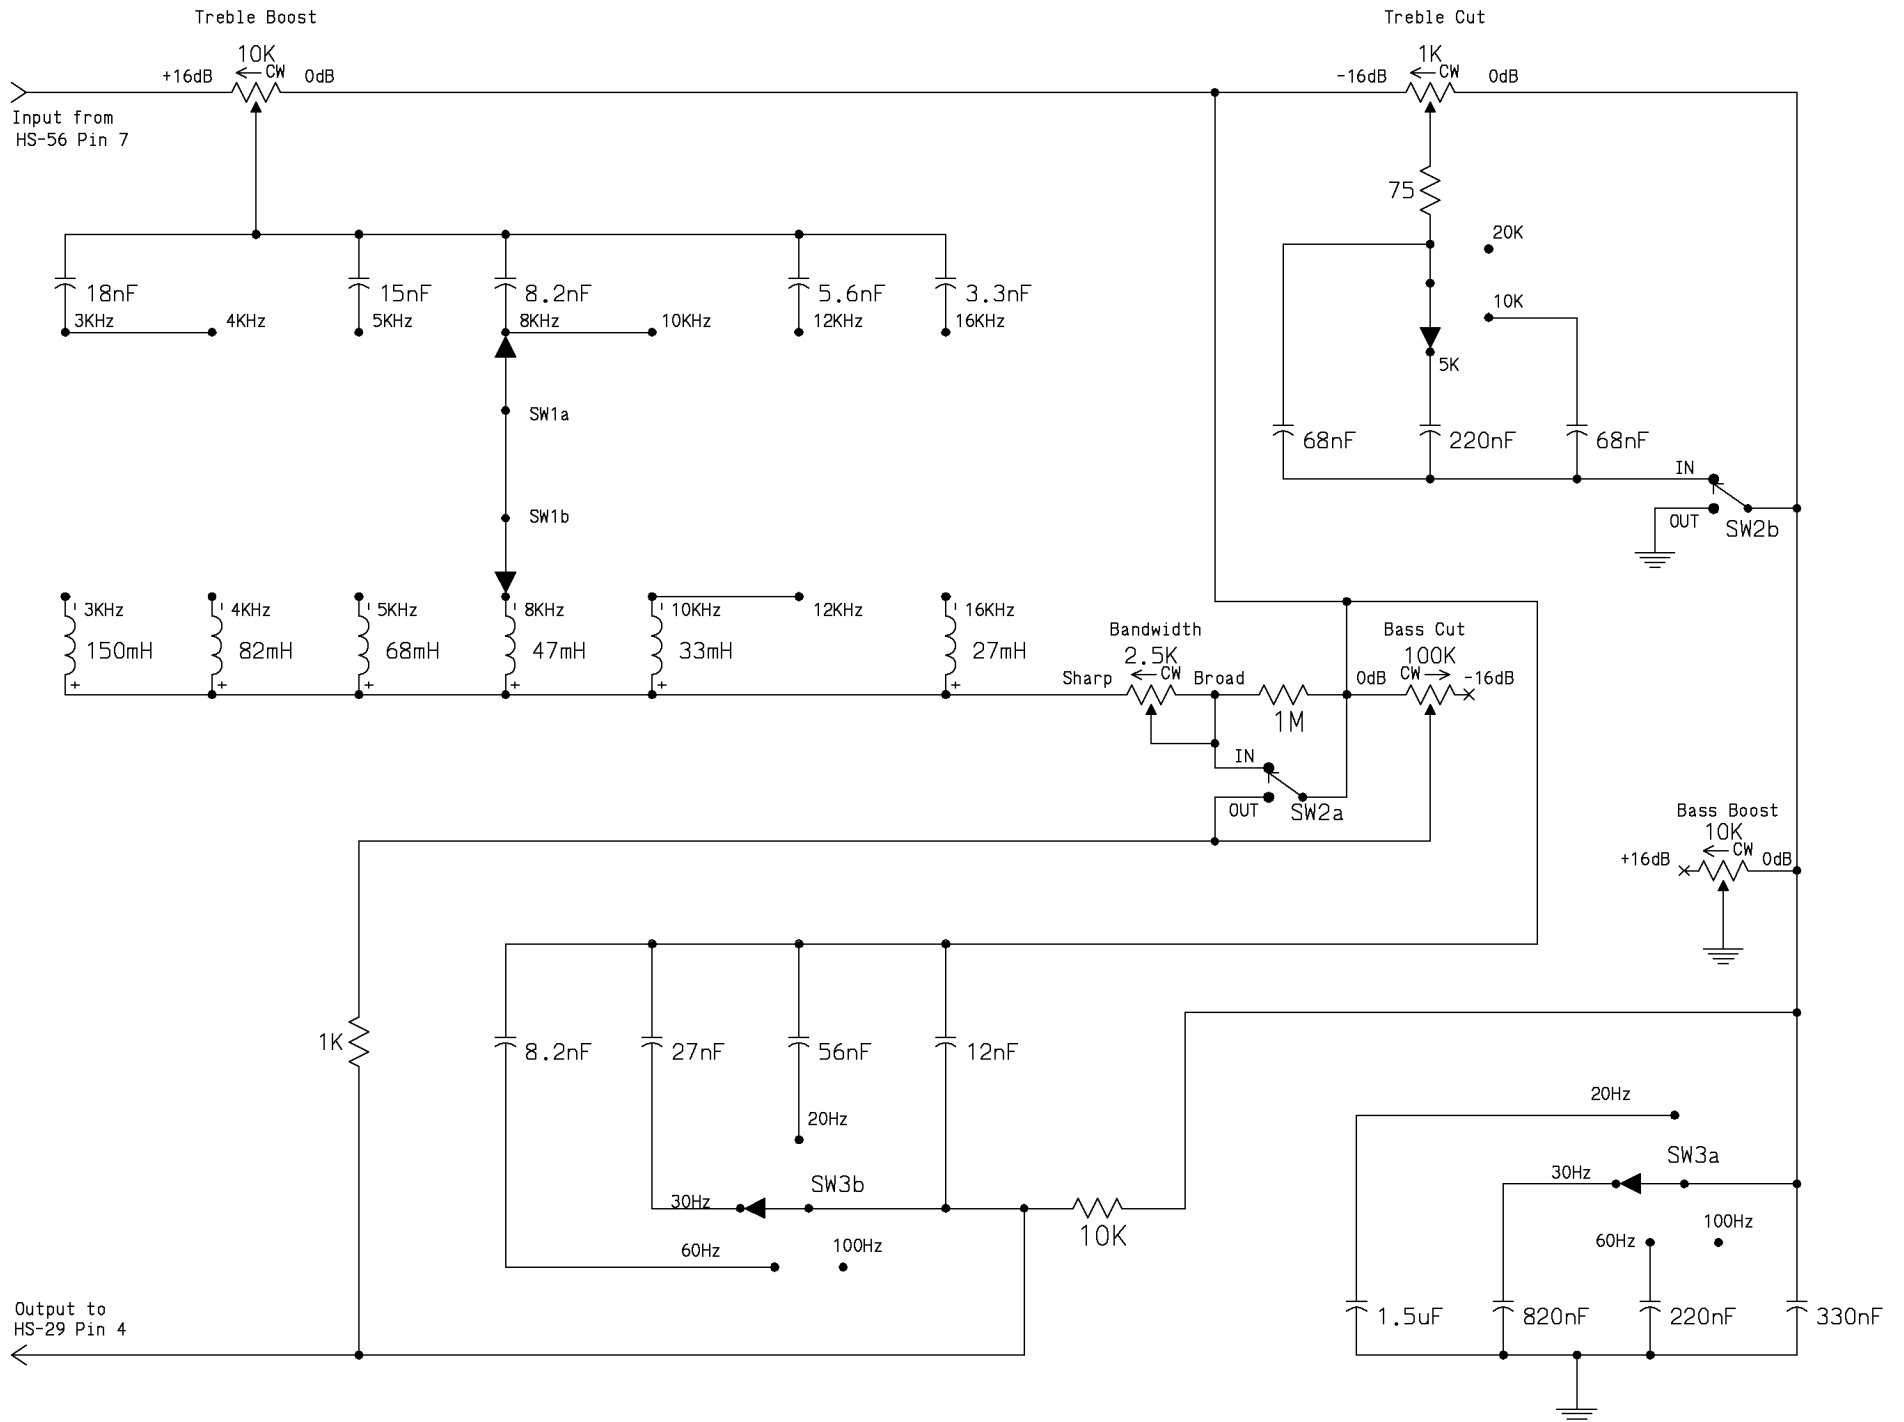 Treble Boost
Treble Cut
10K
CW
+16dB
0dB
1K
CW
-16dB
0dB
Input from
HS-56 Pin 7
75
20K
10K
5K
18nF
15nF
8.2nF
5.6nF
3.3nF
3KHz
4KHz
5KHz
8KHz
10KHz
12KHz
16KHz
SW1a
68nF
220nF
68nF
IN
OUT
SW2b
SW1b
3KHz
4KHz
5KHz
8KHz
10KHz
12KHz
16KHz
150mH
82mH
68mH
47mH
33mH
27mH
+
+
+
+
+
+
Bandwidth
2.5K
CW
Sharp
Broad
1M
Bass Cut
100K
CW
0dB
-16dB
IN
OUT
SW2a
Bass Boost
10K
CW
+16dB
0dB
1K
8.2nF
27nF
56nF
12nF
20Hz
SW3b
30Hz
60Hz
100Hz
10K
20Hz
SW3a
30Hz
100Hz
60Hz
1.5uF
820nF
220nF
330nF
Output to
HS-29 Pin 4